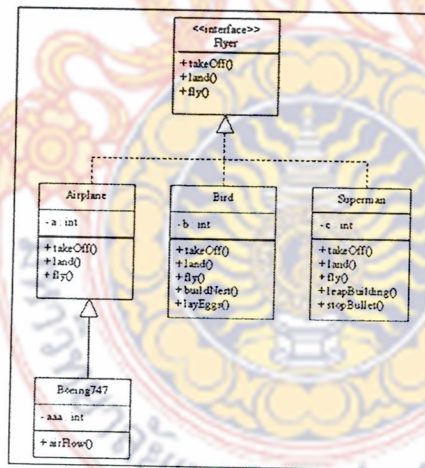 <<interface>>
Flyer
+takeOff()
+land()
+fly()
Airplane
- a : int
+takeOff()
+land()
+fly()
Bird
- b : int
+takeOff()
+land()
+fly()
+buildNest()
+layEggs()
Superman
- c : int
+takeOff()
+land()
+fly()
+leapBuilding()
+stopBullet()
Boeing747
- aaa : int
+airFlow()